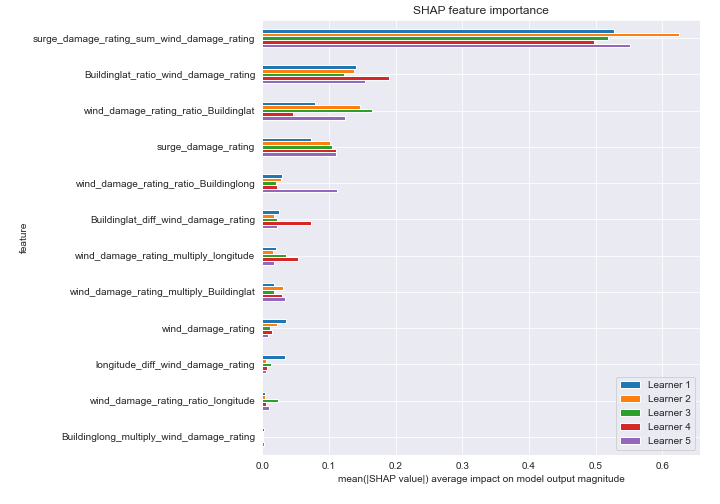 SHAP feature importance
surge_damage_rating_sum_wind_damage_rating
Buildinglat_ratio_wind_damage_rating
wind_damage_rating_ratio_Buildinglat
surge_damage_rating
wind_damage_rating_ratio_Buildinglong
Buildinglat_diff_wind_damage_rating
feature
wind_damage_rating_multiply_longitude
wind_damage_rating_multiply_Buildinglat
wind_damage_rating
longitude_diff_wind_damage_rating
wind_damage_rating_ratio_longitude
Buildinglong_multiply_wind_damage_rating
Learner 1
Learner 2
Learner 3
Learner 4
Learner 5
0.0 0.1 0.2 0.3 0.4 0.5 0.6
mean(|SHAP value|) average impact on model output magnitude